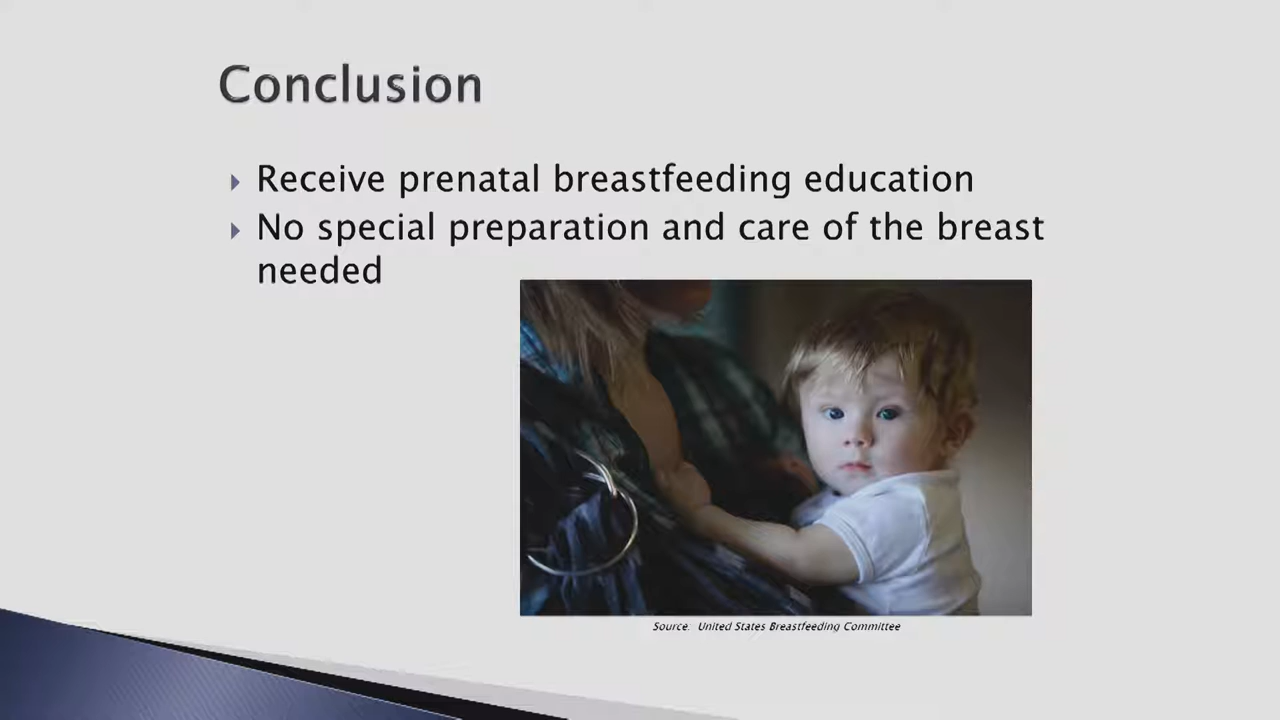 Conclusion
Receive prenatal breastfeeding education
No special preparation and care of the breast
needed
Source: United States Breastfeeding Committee